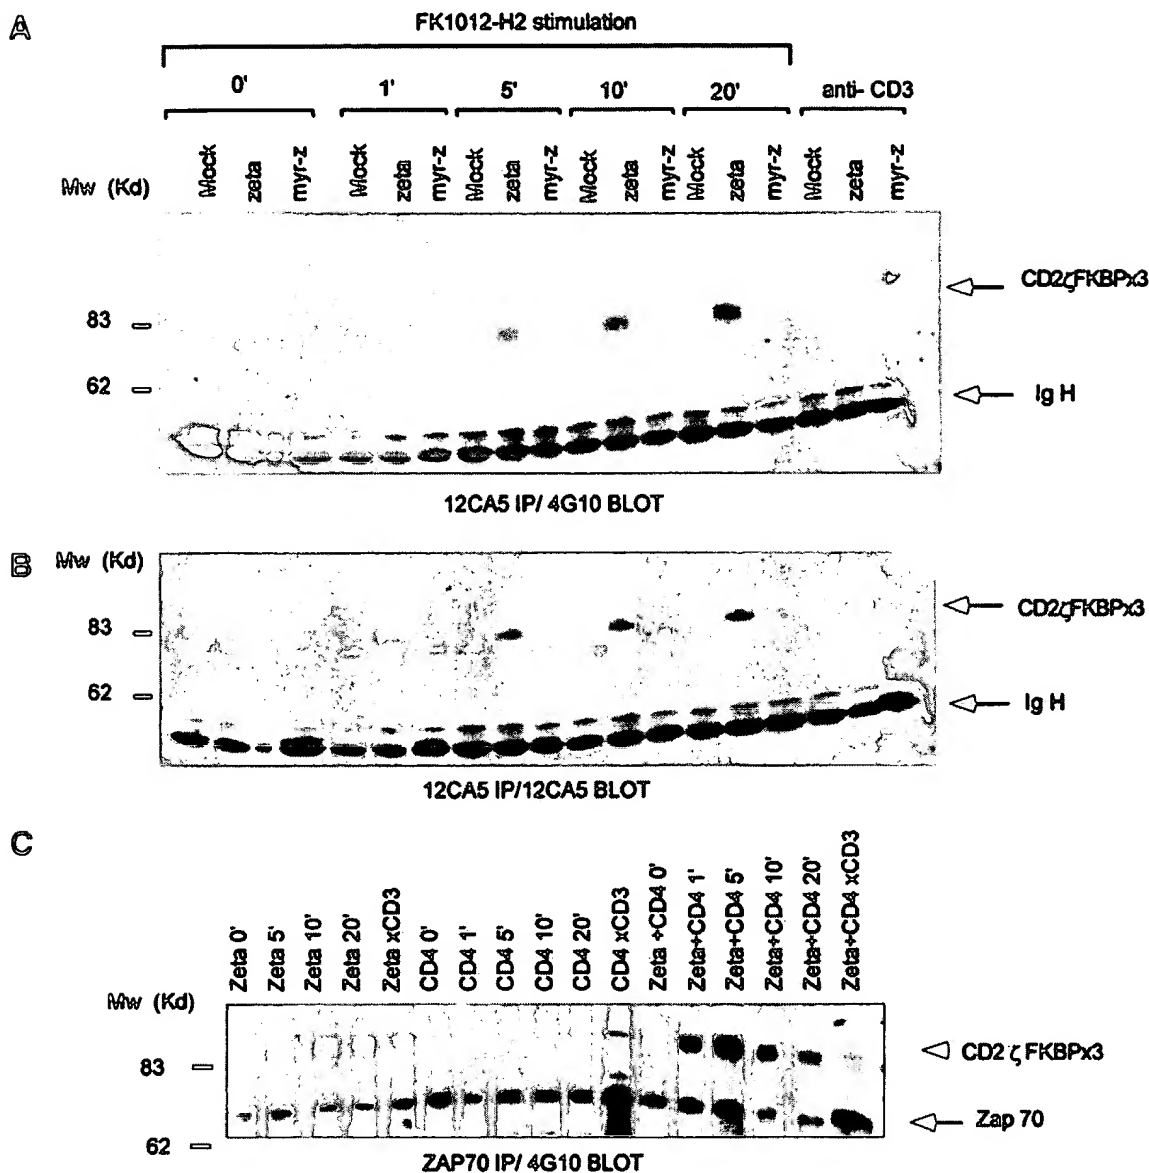 A
FK1012-H2 stimulation
0' 1' 5' 10' 20' anti- CD3
Mock zeta myr-z Mock zeta myr-z Mock zeta myr-z Mock zeta myr-z Mock zeta myr-z Mock zeta myr-z
Mw (Kd)
CD2ζFKBPx3
83
62
Ig H
12CA5 IP/ 4G10 BLOT
B
Mw (Kd)
CD2ζFKBPx3
83
62
Ig H
12CA5 IP/12CA5 BLOT
C
Zeta 0' Zeta 5' Zeta 10' Zeta 20' Zeta xCD3 CD4 0' CD4 1' CD4 5' CD4 10' CD4 20' CD4 xCD3 Zeta +CD4 0' Zeta+CD4 1' Zeta+CD4 5' Zeta+CD4 10' Zeta+CD4 20' Zeta+CD4 xCD3
Mw (Kd)
CD2 ζ FKBPx3
83
Zap 70
62
ZAP70 IP/ 4G10 BLOT